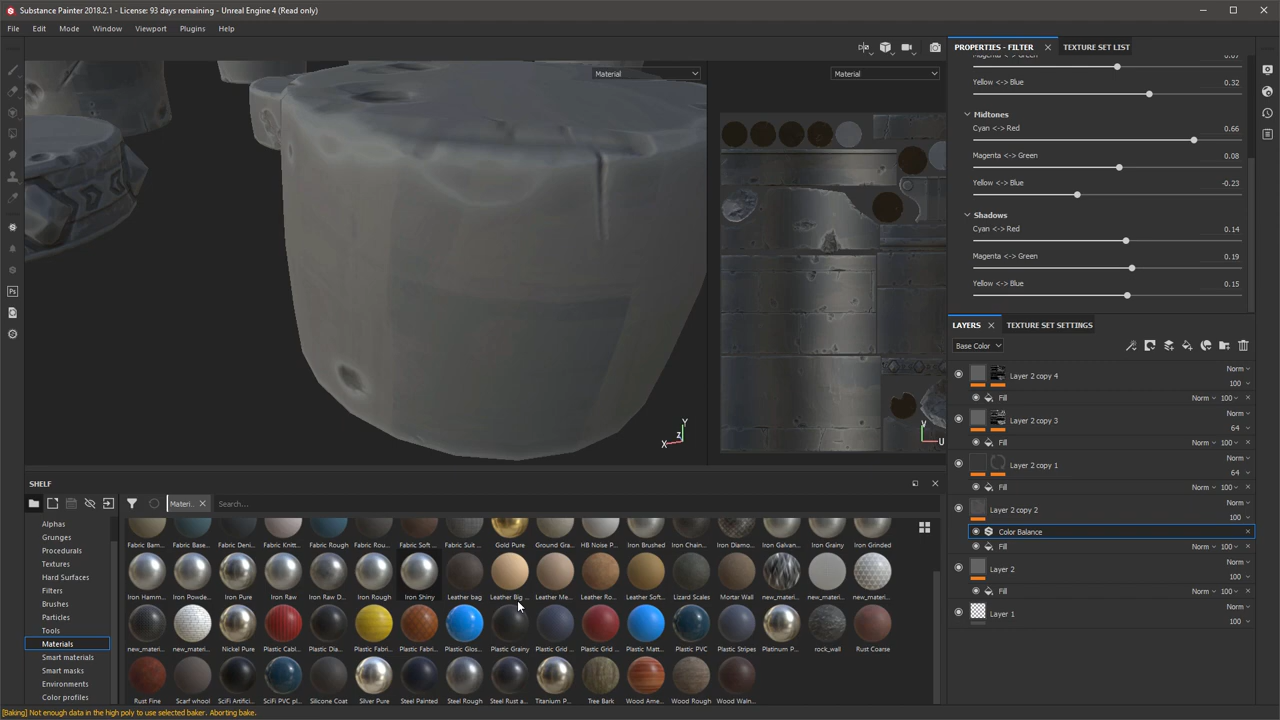 Substance Painter 2018.2.1 - License: 93 days remaining - Unreal Engine 4 (Read only)
File Edit Mode Window Viewport Plugins Help
Material Material
PROPERTIES - FILTER TEXTURE SET LIST
Yellow <-> Blue 0.32
Midtones
Cyan <-> Red 0.66
Magenta <-> Green 0.08
Yellow <-> Blue -0.23
Shadows
Cyan <-> Red 0.14
Magenta <-> Green 0.19
Yellow <-> Blue 0.15
LAYERS TEXTURE SET SETTINGS
Base Color
Layer 2 copy 4 Norm 100
Fill Norm 100
Layer 2 copy 3 Norm 64
Fill Norm 100
Layer 2 copy 1 Norm 64
Fill Norm 100
Layer 2 copy 2 Norm 100
Color Balance
Fill Norm 100
Layer 2 Norm 100
Fill Norm 100
Layer 1 Norm 100
Y
Z
X
V
U
Ps
SHELF
Materi... Search...
Alphas
Grunges
Procedurals
Textures
Hard Surfaces
Filters
Brushes
Particles
Tools
Materials
Smart materials
Smart masks
Environments
Color profiles
Fabric Barn... Fabric Base... Fabric Deni... Fabric Knitt... Fabric Rough Fabric Rou... Fabric Soft ... Fabric Suit ... Gold Pure Ground Gra... HB Noise P... Iron Brushed Iron Chain... Iron Diamo... Iron Galvan... Iron Grainy Iron Grinded
Iron Hamm... Iron Powde... Iron Pure Iron Raw Iron Raw D... Iron Rough Iron Shiny Leather bag Leather Big ... Leather Me... Leather Ro... Leather Soft... Lizard Scales Mortar Wall new_materi... new_materi... new_materi...
new_materi... new_materi... Nickel Pure Plastic Cabl... Plastic Dia... Plastic Fabri... Plastic Fabri... Plastic Glos... Plastic Grainy Plastic Grid ... Plastic Grid ... Plastic Matt... Plastic PVC Plastic Stripes Platinum P... rock_wall Rust Coarse
Rust Fine Scarf whool SciFi Artifici... SciFi PVC pl... Silicone Coat Silver Pure Steel Painted Steel Rough Steel Rust a... Titanium P... Tree Bark Wood Ame... Wood Rough Wood Waln...
[Baking] Not enough data in the high poly to use selected baker. Aborting bake.